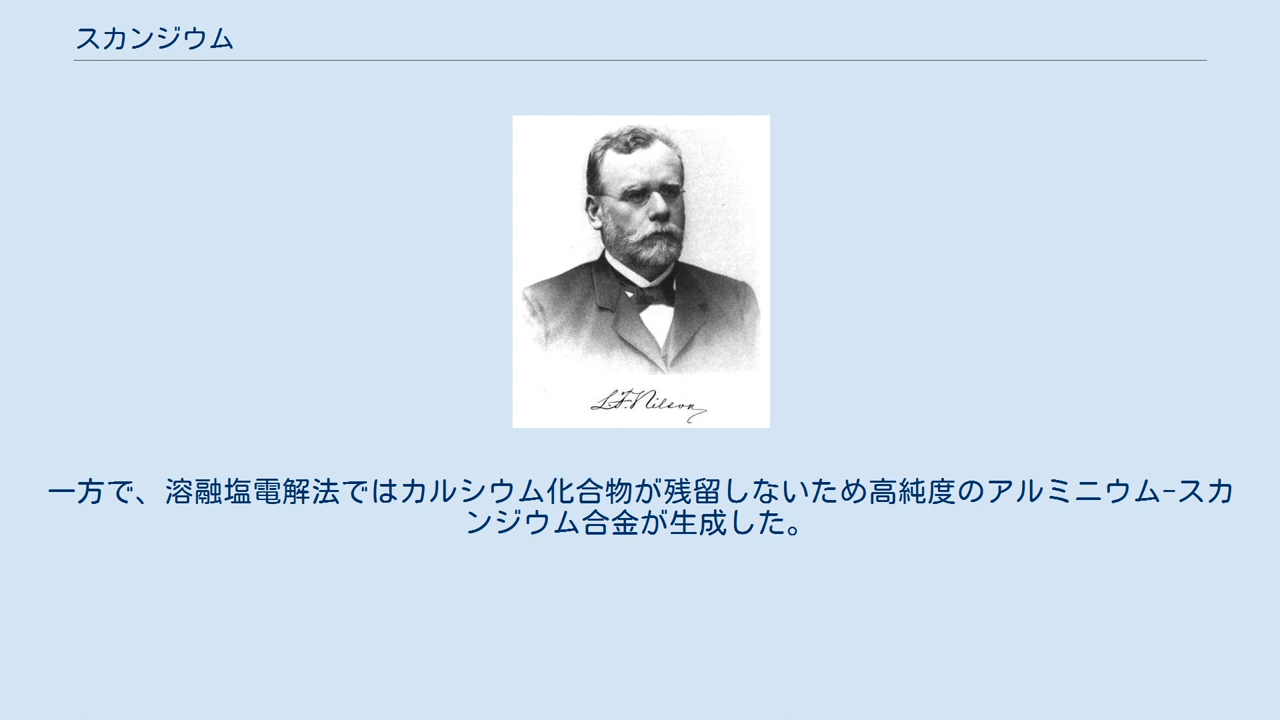 スカンジウム
L.F. Nilson
一方で、溶融塩電解法ではカルシウム化合物が残留しないため高純度のアルミニウム-スカ
ンジウム合金が生成した。